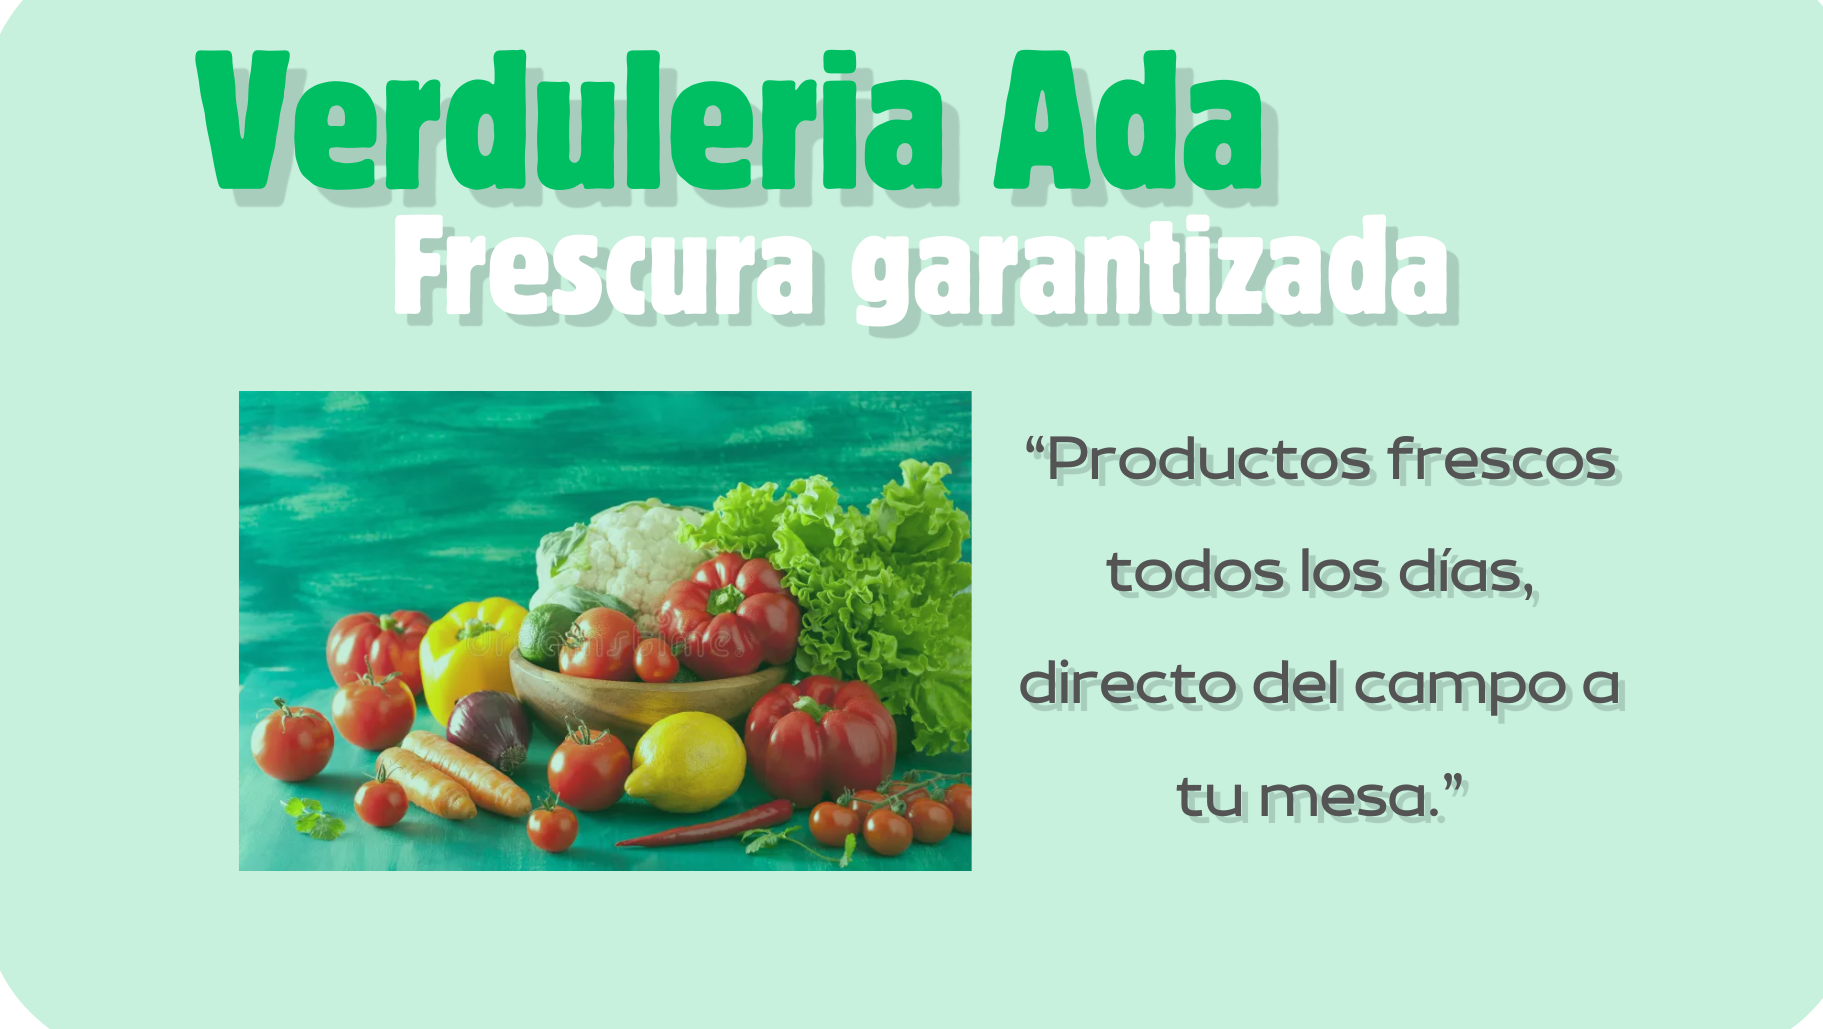 Verduleria Ada
Frescura garantizada
“Productos frescos
todos los días,
directo del campo a
tu mesa.”